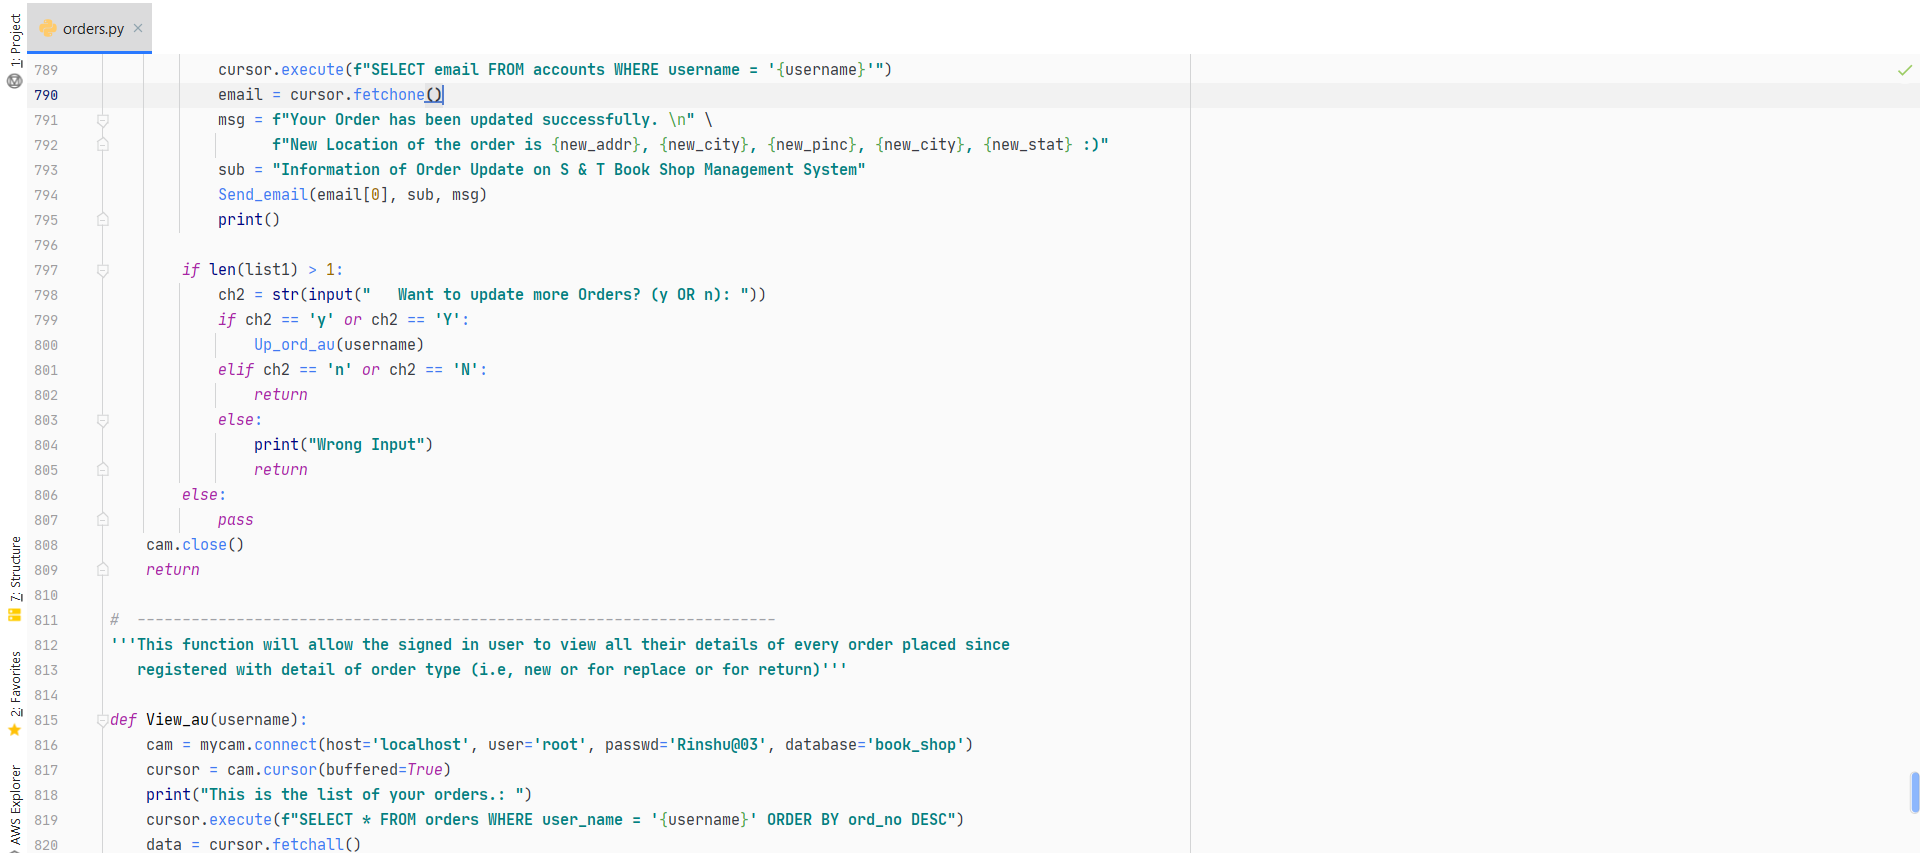 orders.py
1: Project
7: Structure
2: Favorites
AWS Explorer
789 cursor.execute(f"SELECT email FROM accounts WHERE username = '{username}'")
790 email = cursor.fetchone()
791 msg = f"Your Order has been updated successfully. \n" \
792 f"New Location of the order is {new_addr}, {new_city}, {new_pinc}, {new_city}, {new_stat} :)"
793 sub = "Information of Order Update on S & T Book Shop Management System"
794 Send_email(email[0], sub, msg)
795 print()
796
797 if len(list1) > 1:
798 ch2 = str(input("   Want to update more Orders? (y OR n): "))
799 if ch2 == 'y' or ch2 == 'Y':
800 Up_ord_au(username)
801 elif ch2 == 'n' or ch2 == 'N':
802 return
803 else:
804 print("Wrong Input")
805 return
806 else:
807 pass
808 cam.close()
809 return
810
811 # -----------------------------------------------------------------------
812 '''This function will allow the signed in user to view all their details of every order placed since
813 registered with detail of order type (i.e, new or for replace or for return)'''
814
815 def View_au(username):
816 cam = mycam.connect(host='localhost', user='root', passwd='Rinshu@03', database='book_shop')
817 cursor = cam.cursor(buffered=True)
818 print("This is the list of your orders.: ")
819 cursor.execute(f"SELECT * FROM orders WHERE user_name = '{username}' ORDER BY ord_no DESC")
820 data = cursor.fetchall()